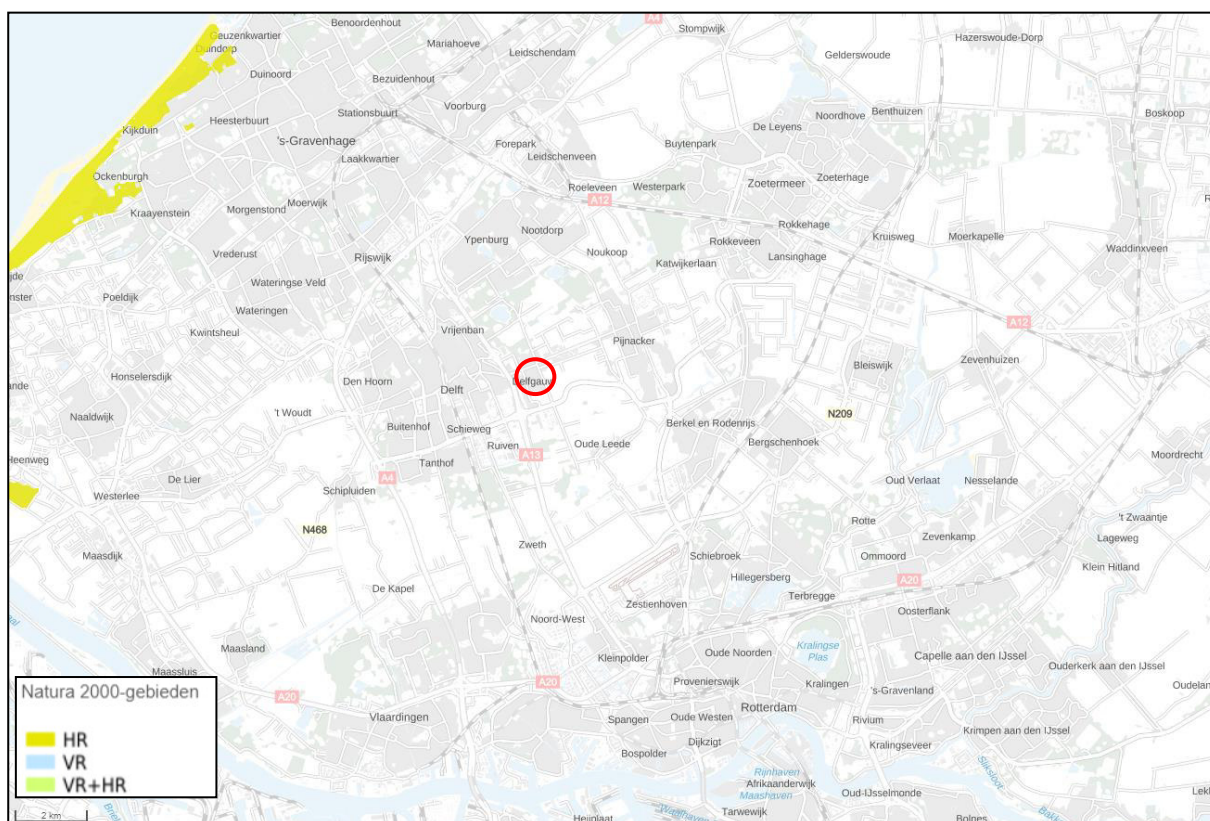 Benoordenhout
A4
Stompwijk
Hazerswoude-Dorp
Geuzenkwartier
Duindorp
Mariahoeve
Leidschendam
Gelderswoude
Duinoord
Bezuidenhout
Stationsbuurt
Voorburg
Noordhove
Benthuizen
Boskoop
Kijkduin
Heesterbuurt
De Leyens
's-Gravenhage
Forepark
Buytenpark
Laakkwartier
Leidschenveen
Ockenburgh
Roeleveen
Westerpark
Zoetermeer
Zoeterhage
A12
Kraayenstein
Morgenstond
Moerwijk
Nootdorp
Rokkehage
Ypenburg
Rokkeveen
Kruisweg
Moerkapelle
Waddinxveen
Vrederust
Rijswijk
Noukoop
Katwijkerlaan
Lansinghage
Wateringse Veld
Poeldijk
Wateringen
Kwintsheul
Vrijenban
A12
Pijnacker
Zevenhuizen
Bleiswijk
Honselersdijk
Den Hoorn
Delfgauw
Delft
Naaldwijk
't Woudt
Buitenhof
Schieweg
Berkel en Rodenrijs
N209
Ruiven
Oude Leede
Bergschenhoek
Heenweg
A13
Tanthof
Moordrecht
De Lier
A4
Oud Verlaat
Nesselande
Westerlee
Schipluiden
't Zwaantje
N468
Rotte
Zevenkamp
Lageweg
Maasdijk
Zweth
Schiebroek
Ommoord
Klein Hitland
Hillegersberg
A20
De Kapel
Terbregge
Zestienhoven
Oosterflank
Noord-West
Maasland
Kralingse
Plas
Oude Noorden
Kleinpolder
Capelle aan den IJssel
Maassluis
Ouderkerk aan den IJssel
Provenierswijk
Kralingen
A20
A20
's-Gravenland
Rotterdam
Vlaardingen
Spangen
Oude Westen
Rivium
Krimpen aan den IJssel
Dijkzigt
Kralingseveer
Bospolder
Rijnhaven
Maashaven
Afrikaanderwijk
Oud-IJsselmonde
Slaksloot
Tarwewijk
Natura 2000-gebieden
HR
VR
VR+HR
2 km